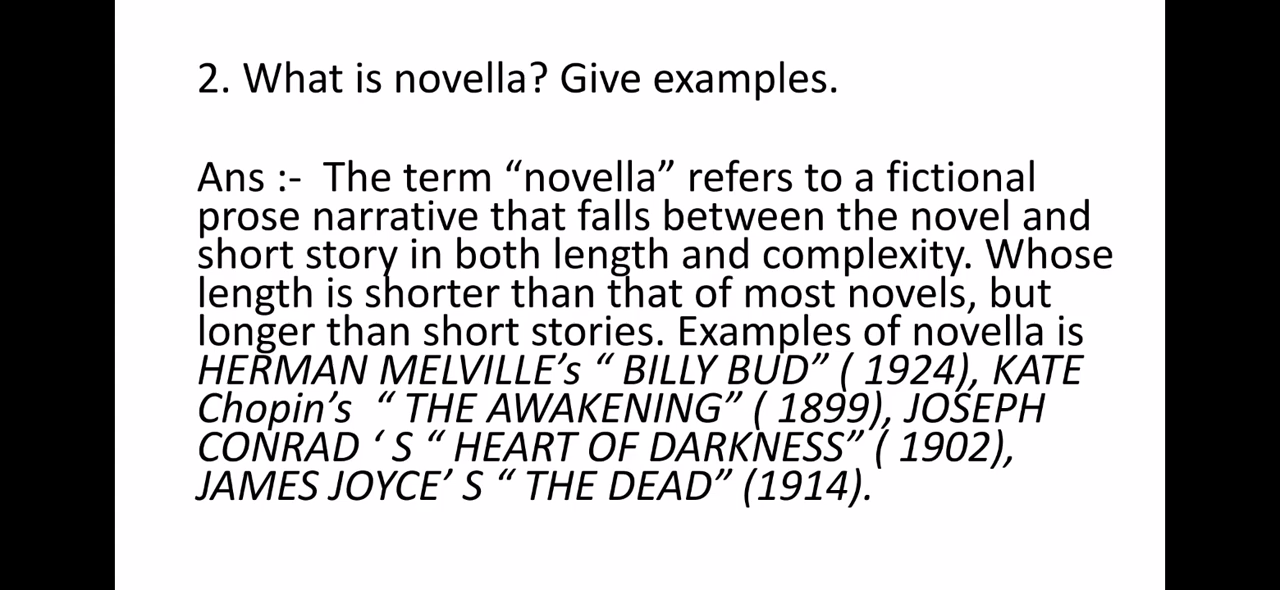 2. What is novella? Give examples.
Ans :-  The term “novella” refers to a fictional
prose narrative that falls between the novel and
short story in both length and complexity. Whose
length is shorter than that of most novels, but
longer than short stories. Examples of novella is
HERMAN MELVILLE’s “ BILLY BUD” ( 1924), KATE
Chopin’s  “ THE AWAKENING” ( 1899), JOSEPH
CONRAD ‘ S “ HEART OF DARKNESS” ( 1902),
JAMES JOYCE’ S “ THE DEAD” (1914).